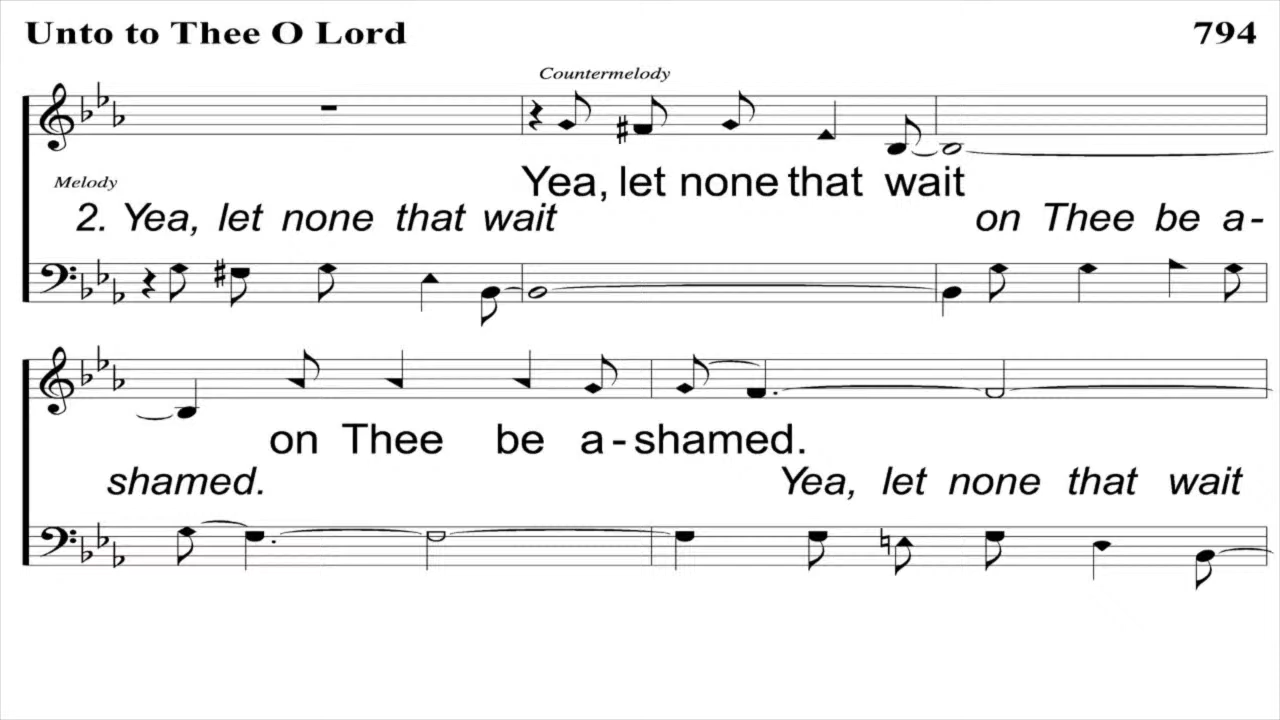 Unto to Thee O Lord 794
Countermelody
Yea, let none that wait
Melody
2. Yea, let none that wait on Thee be a-
on Thee be a-shamed.
shamed. Yea, let none that wait